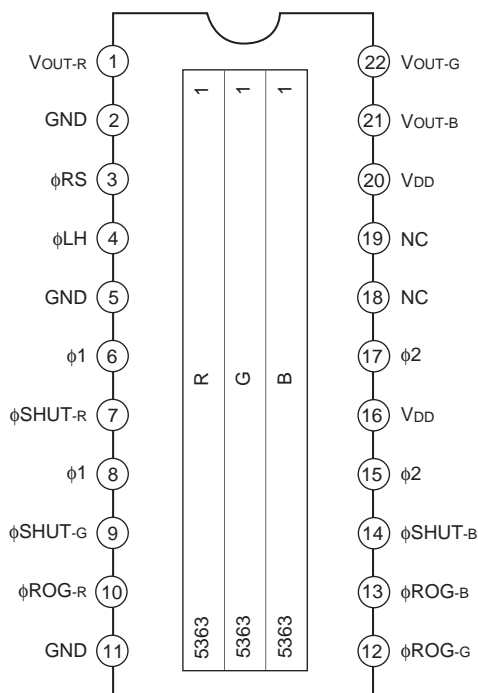 VOUT-R 1
GND 2
φRS 3
φLH 4
GND 5
φ1 6
φSHUT-R 7
φ1 8
φSHUT-G 9
φROG-R 10
GND 11
1 1 1
R G B
5363 5363 5363
22 VOUT-G
21 VOUT-B
20 VDD
19 NC
18 NC
17 φ2
16 VDD
15 φ2
14 φSHUT-B
13 φROG-B
12 φROG-G